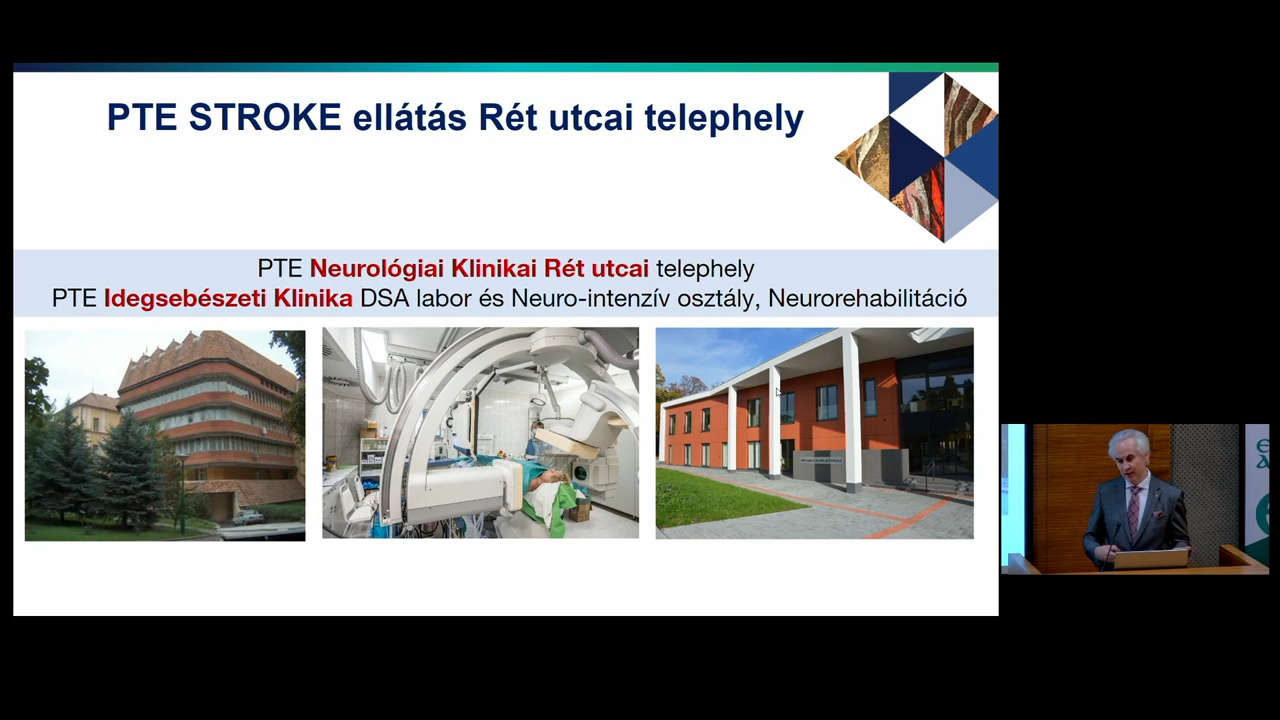 PTE STROKE ellátás Rét utcai telephely
PTE Neurológiai Klinikai Rét utcai telephely
PTE Idegsebészeti Klinika DSA labor és Neuro-intenzív osztály, Neurorehabilitáció